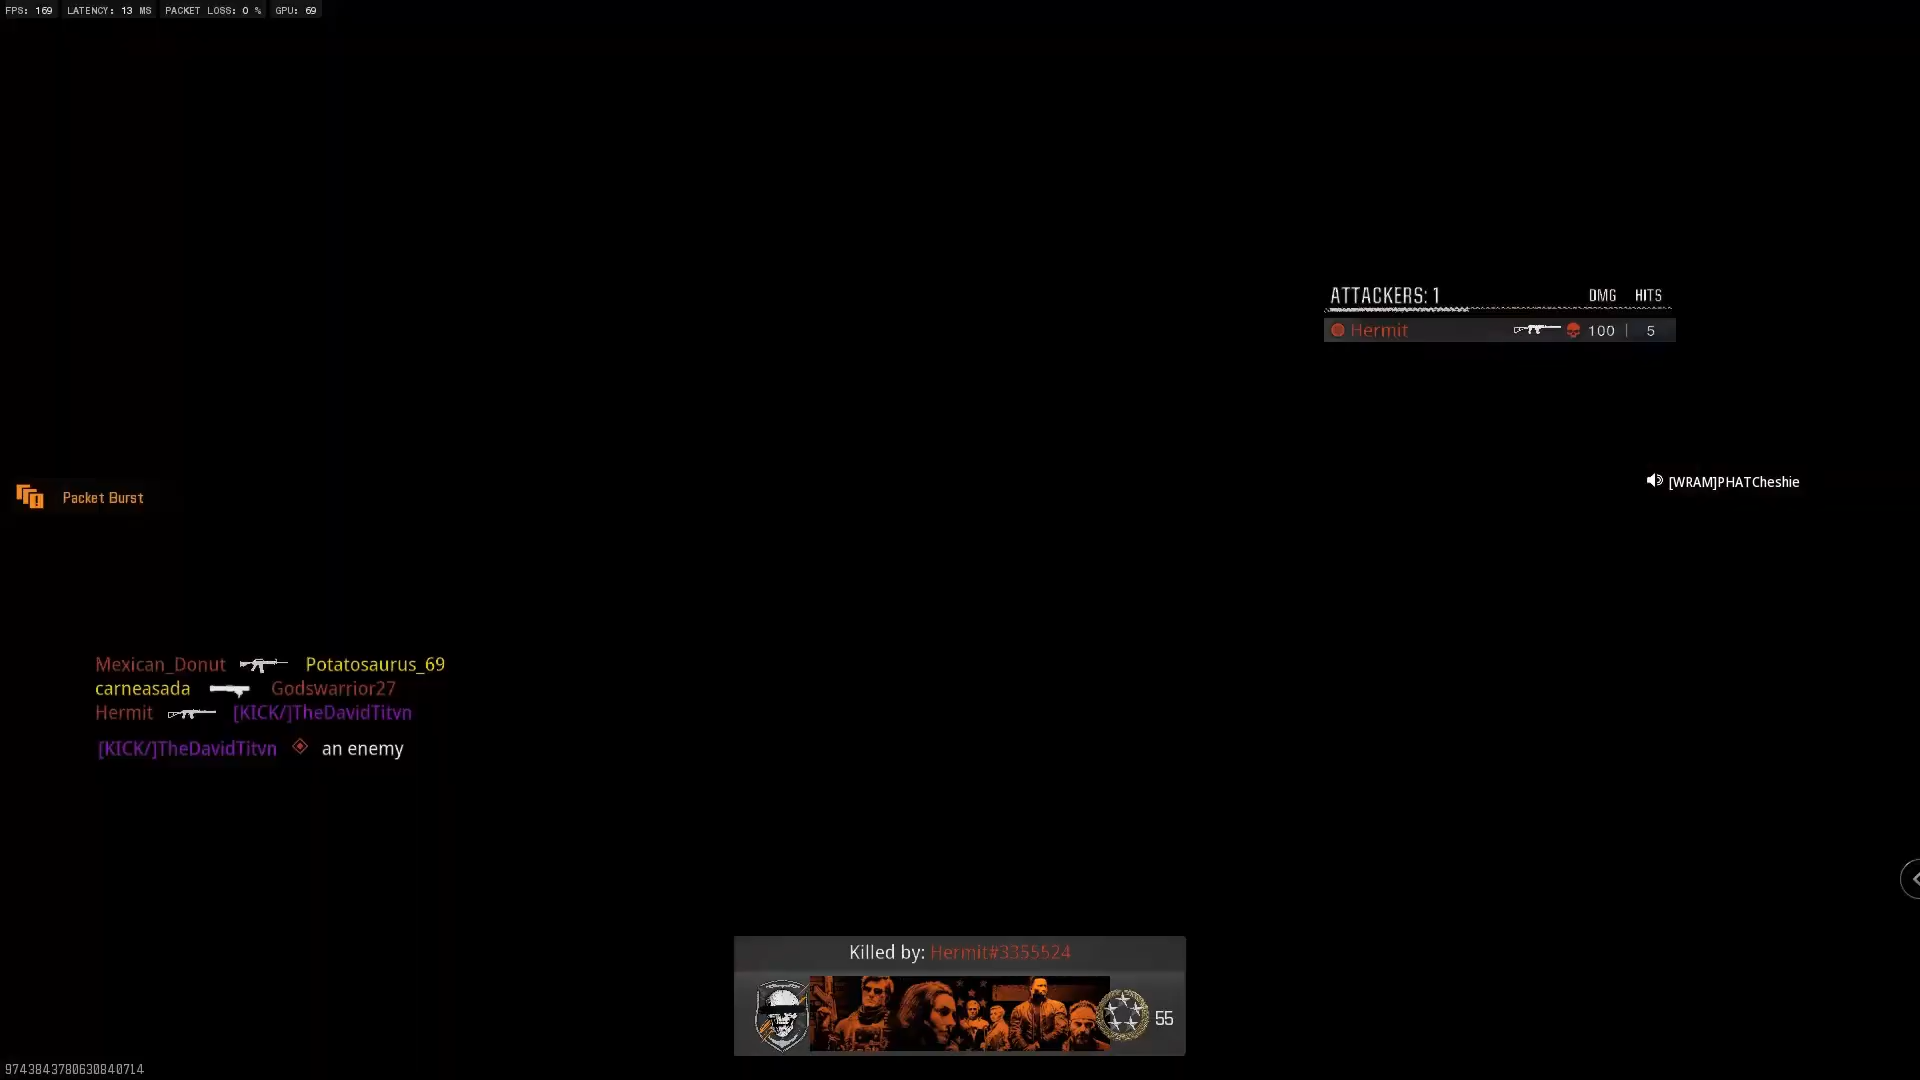 FPS: 169 LATENCY: 13 MS PACKET LOSS: 0 % GPU: 69
ATTACKERS: 1 DMG HITS
Hermit 100 | 5
[WRAM]PHATCheshie
Packet Burst
Mexican_Donut Potatosaurus_69
carneasada Godswarrior27
Hermit [KICK/]TheDavidTitvn
[KICK/]TheDavidTitvn an enemy
Killed by: Hermit#3355524
55
9743843780630840714